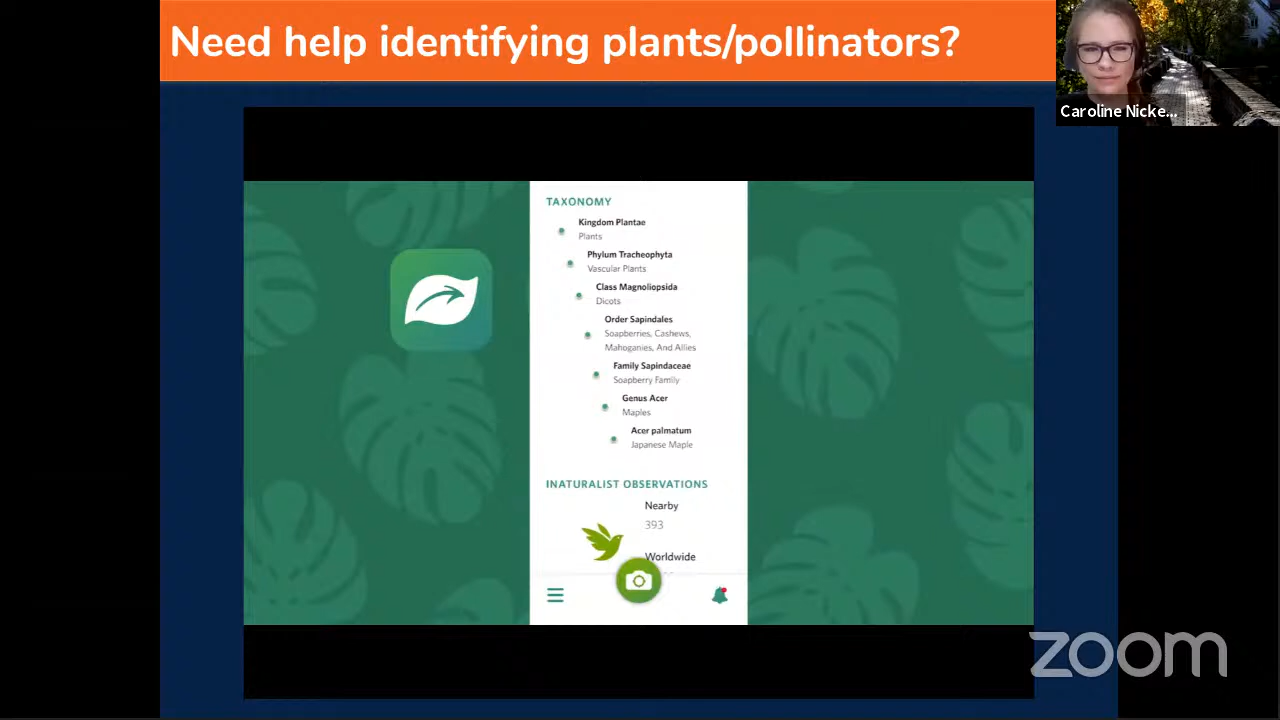 Need help identifying plants/pollinators?
Caroline Nicke...
TAXONOMY
Kingdom Plantae
Plants
Phylum Tracheophyta
Vascular Plants
Class Magnoliopsida
Dicots
Order Sapindales
Soapberries, Cashews,
Mahoganies, And Allies
Family Sapindaceae
Soapberry Family
Genus Acer
Maples
Acer palmatum
Japanese Maple
INATURALIST OBSERVATIONS
Nearby
393
Worldwide
zoom